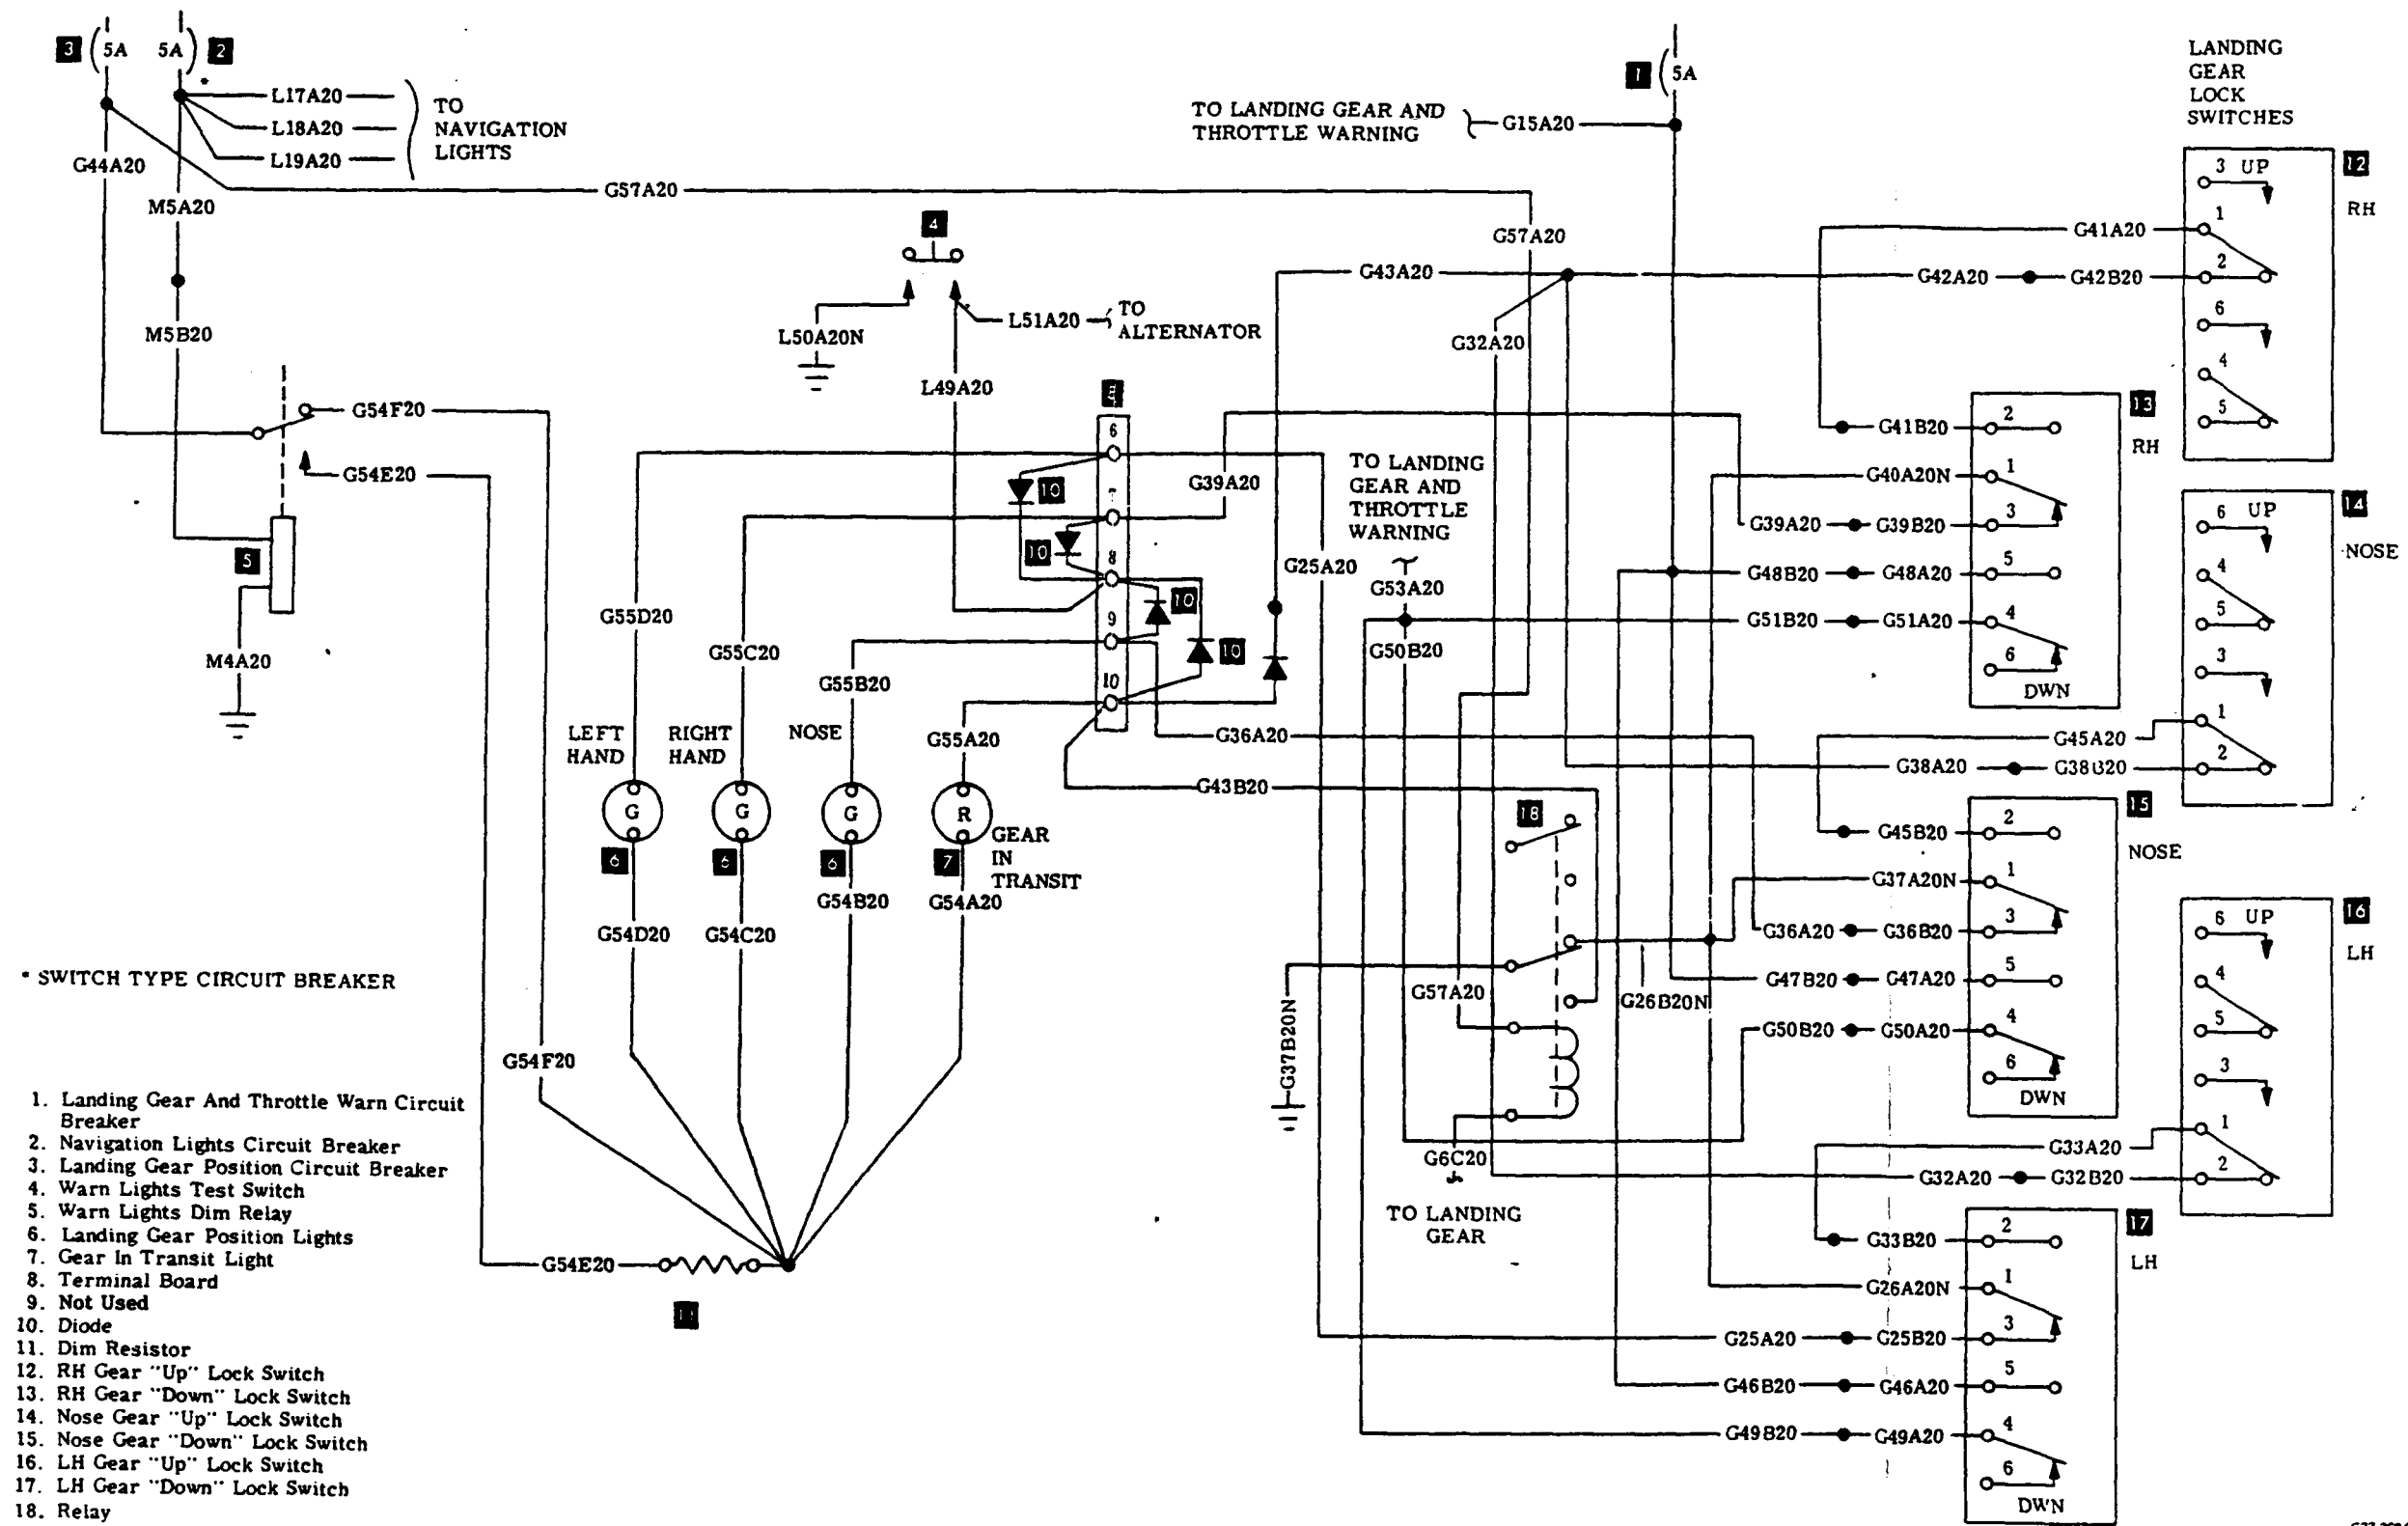 3
5A
5A
2
*
L17A20
L18A20
L19A20
TO
NAVIGATION
LIGHTS
G44A20
M5A20
M5B20
G57A20
4
L50A20N
L51A20
TO
ALTERNATOR
L49A20
1
5A
TO LANDING GEAR AND
THROTTLE WARNING
G15A20
LANDING
GEAR
LOCK
SWITCHES
12
RH
3 UP
1
2
6
4
5
G41A20
G57A20
G43A20
G42A20
G42B20
G32A20
G54F20
G54E20
5
M4A20
6
7
8
9
10
10
10
10
10
G39A20
TO LANDING
GEAR AND
THROTTLE
WARNING
G53A20
G50B20
G25A20
13
RH
2
1
3
5
4
6
DWN
G41B20
G40A20N
G39A20
G39B20
G48B20
G48A20
G51B20
G51A20
14
NOSE
6 UP
4
5
3
1
2
G45A20
G38A20
G38B20
G55D20
G55C20
G55B20
G55A20
G36A20
G43B20
LEFT
HAND
RIGHT
HAND
NOSE
G
G
G
R
GEAR
IN
TRANSIT
6
6
6
7
G54D20
G54C20
G54B20
G54A20
18
15
NOSE
2
1
3
5
4
6
DWN
G45B20
G37A20N
G36A20
G36B20
G47B20
G47A20
G50B20
G50A20
G57A20
G26B20N
G37B20N
G6C20
TO LANDING
GEAR
16
LH
6 UP
4
5
3
1
2
G33A20
G32A20
G32B20
17
LH
2
1
3
5
4
6
DWN
G33B20
G26A20N
G25A20
G25B20
G46B20
G46A20
G49B20
G49A20
G54F20
G54E20
11
* SWITCH TYPE CIRCUIT BREAKER
1. Landing Gear And Throttle Warn Circuit
Breaker
2. Navigation Lights Circuit Breaker
3. Landing Gear Position Circuit Breaker
4. Warn Lights Test Switch
5. Warn Lights Dim Relay
6. Landing Gear Position Lights
7. Gear In Transit Light
8. Terminal Board
9. Not Used
10. Diode
11. Dim Resistor
12. RH Gear "Up" Lock Switch
13. RH Gear "Down" Lock Switch
14. Nose Gear "Up" Lock Switch
15. Nose Gear "Down" Lock Switch
16. LH Gear "Up" Lock Switch
17. LH Gear "Down" Lock Switch
18. Relay